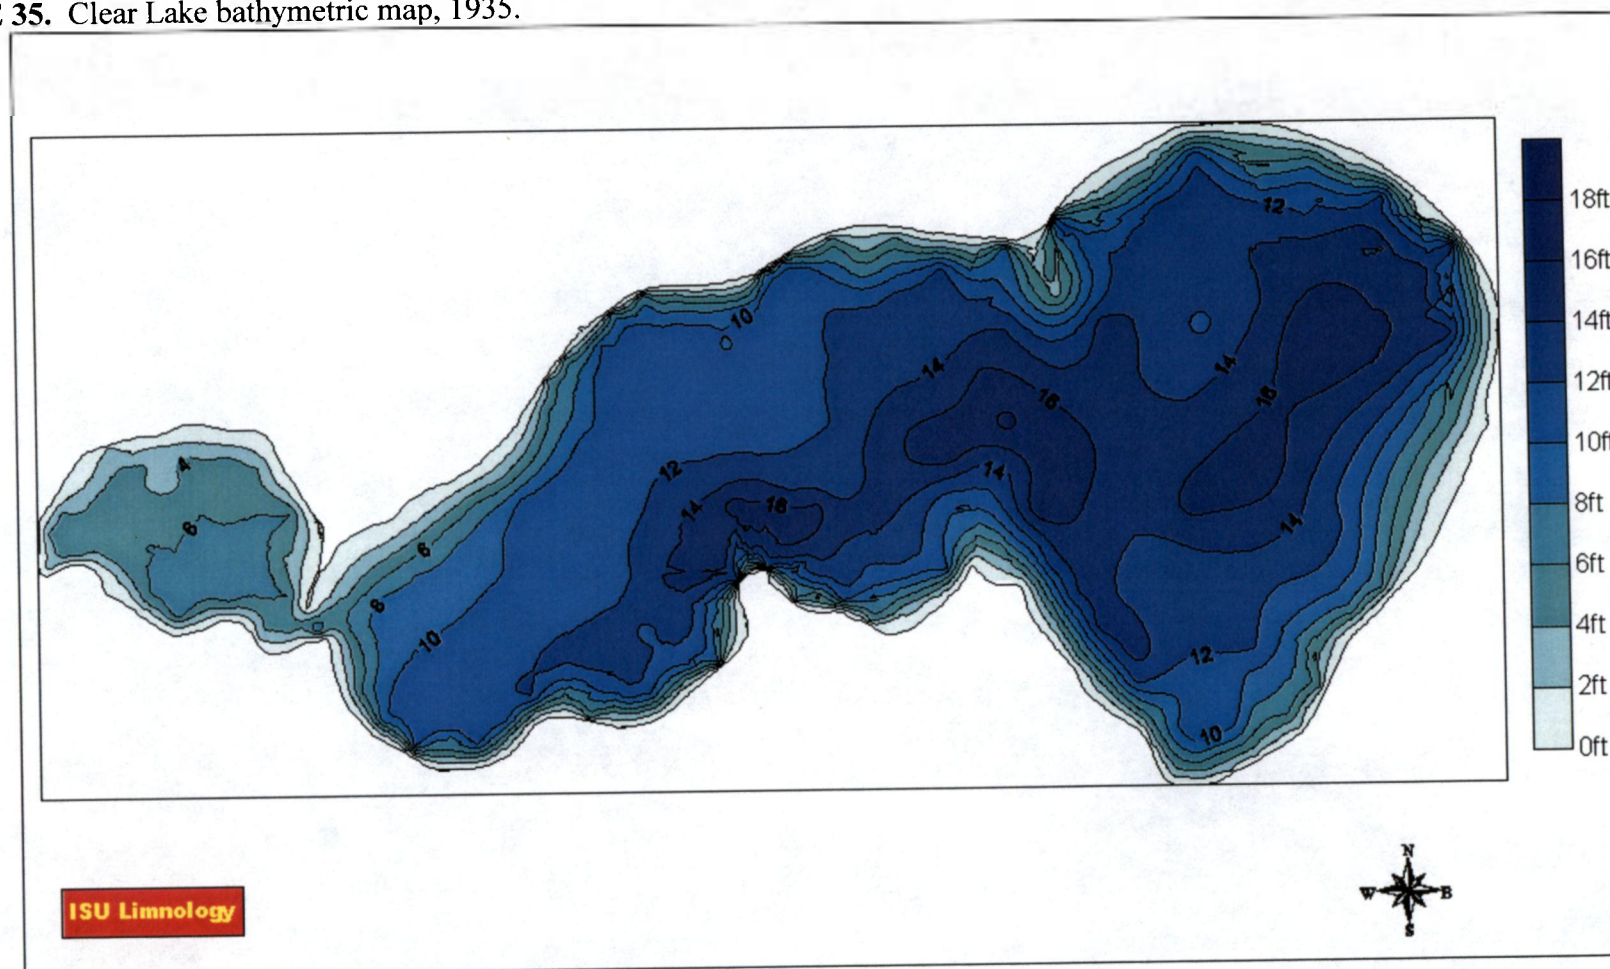 35. Clear Lake bathymetric map, 1935.
12
10
14
14
16
16
12
14
14
16
4
6
14
6
8
10
12
10
18ft
16ft
14ft
12ft
10ft
8ft
6ft
4ft
2ft
0ft
ISU Limnology
N
W E
S